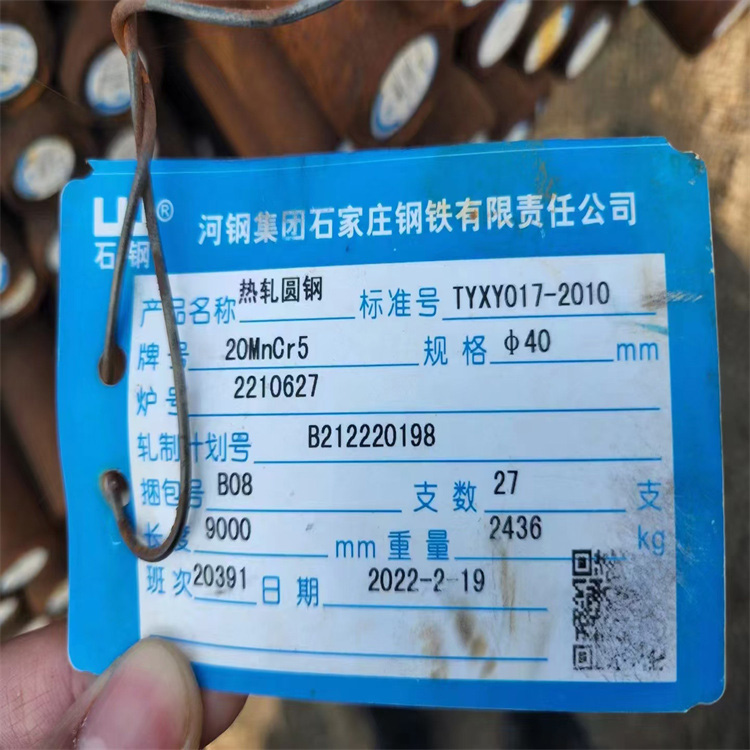 ®
石钢
河钢集团石家庄钢铁有限责任公司
产品名称 热轧圆钢 标准号 TYXY017-2010
牌号 20MnCr5 规格 φ40 mm
炉号 2210627
轧制计划号 B212220198
捆包号 B08 支数 27 支
长度 9000 mm 重量 2436 kg
班次 20391 日期 2022-2-19